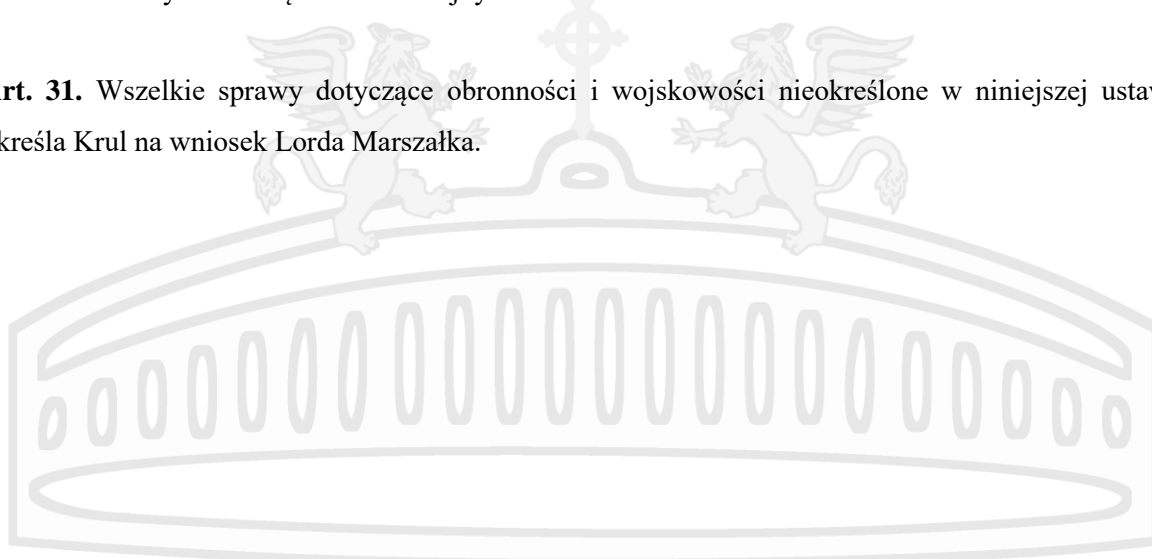 rt. 31. Wszelkie sprawy dotyczące obronności i wojskowości nieokreślone w niniejszej ustaw
kreśla Krul na wniosek Lorda Marszałka.